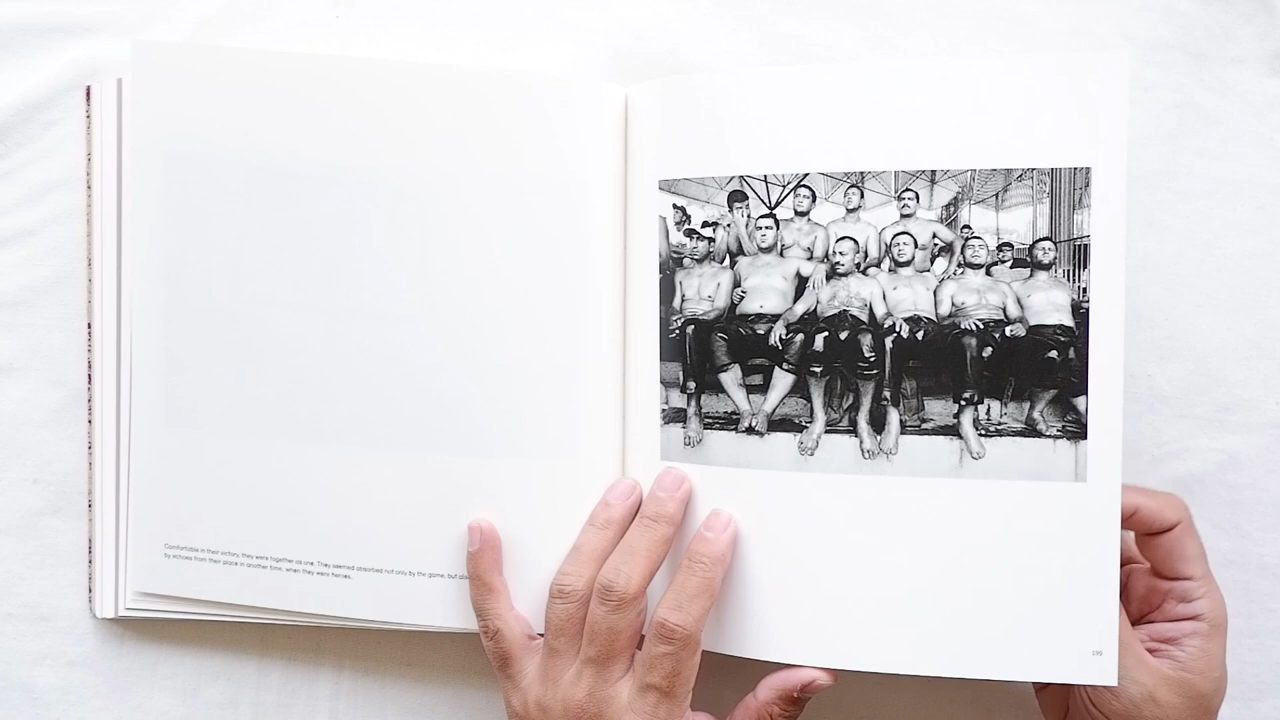 Comfortable in their victory, they were together as one. They seemed absorbed not only by the game, but also
by echoes from their place in another time, when they were heroes.
199